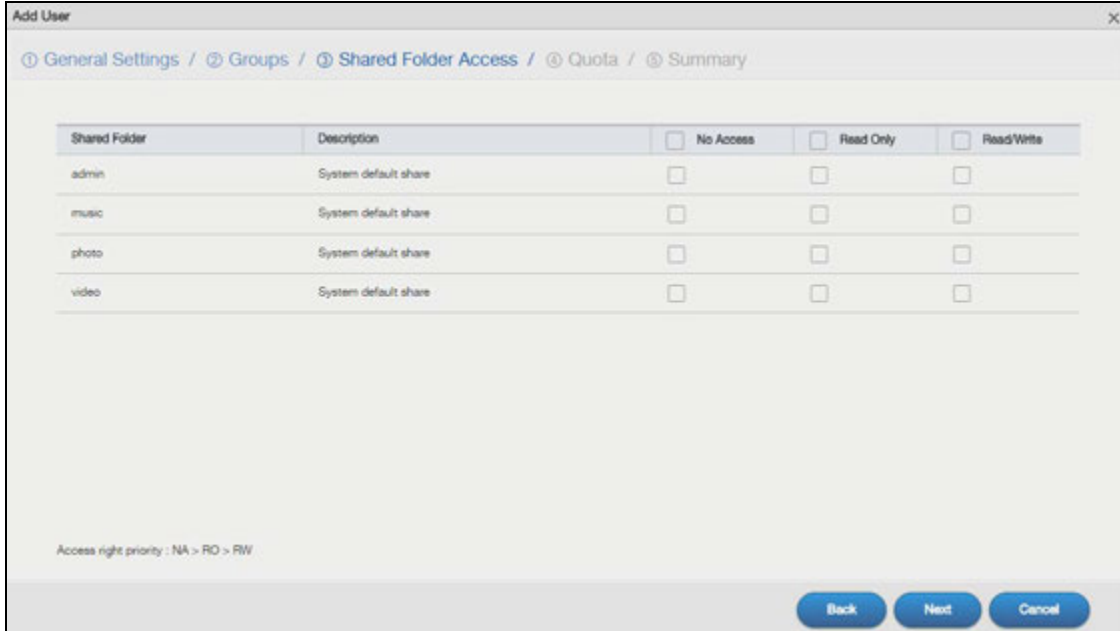 Add User
① General Settings / ② Groups / ③ Shared Folder Access / ④ Quota / ⑤ Summary
Shared Folder Description No Access Read Only Read/Write
admin System default share
music System default share
photo System default share
video System default share
Access right priority : NA > RO > RW
Back Next Cancel